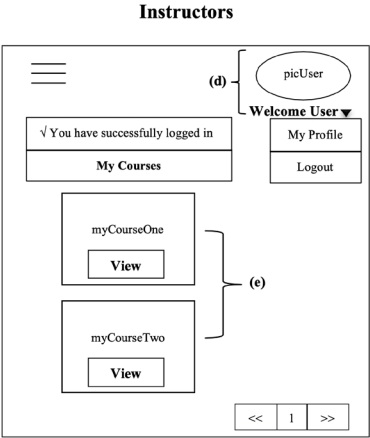 Instructors
(d)
picUser
Welcome User
√ You have successfully logged in
My Profile
My Courses
Logout
myCourseOne
View
(e)
myCourseTwo
View
<< 1 >>